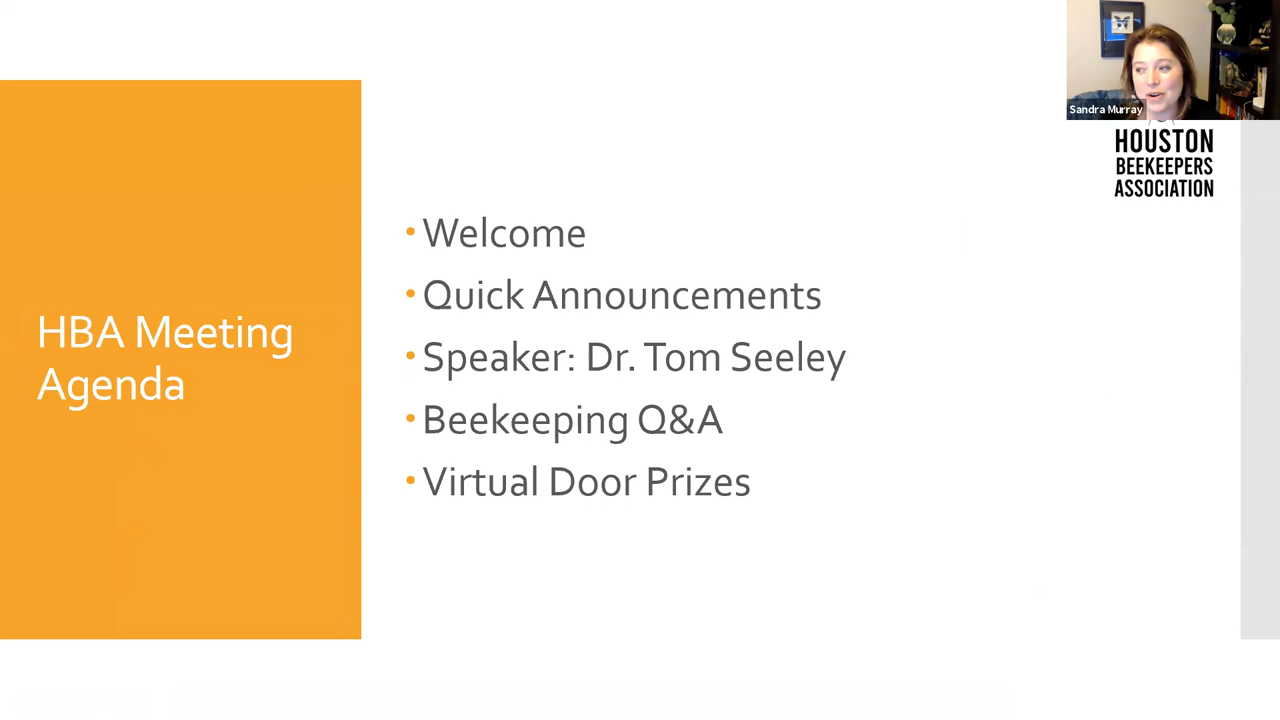 Sandra Murray
HOUSTON
BEEKEEPERS
ASSOCIATION
HBA Meeting
Agenda
• Welcome
• Quick Announcements
• Speaker: Dr. Tom Seeley
• Beekeeping Q&A
• Virtual Door Prizes